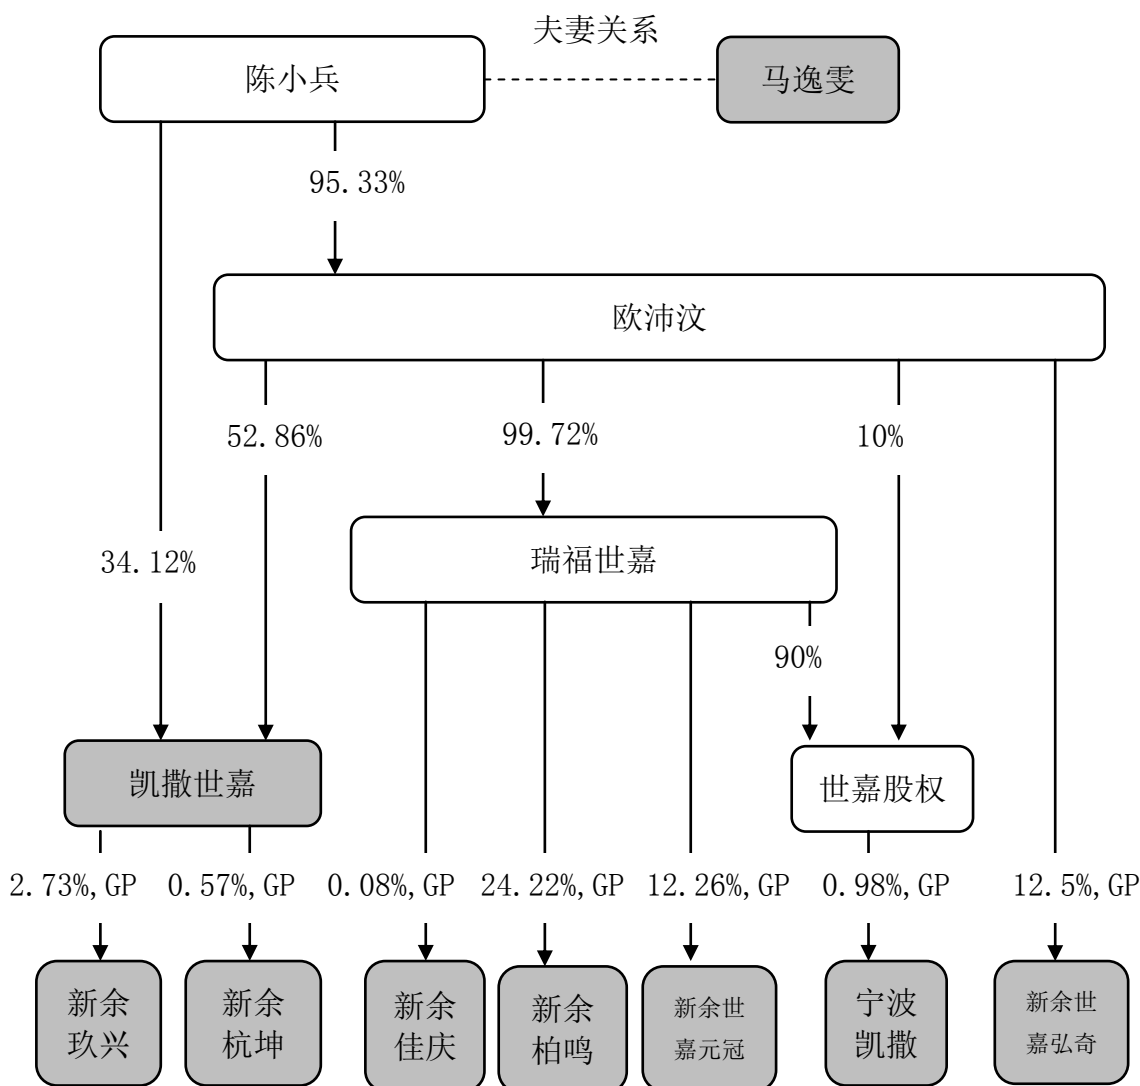 夫妻关系
陈小兵
马逸雯
95.33%
欧沛汶
52.86%
99.72%
10%
瑞福世嘉
34.12%
90%
凯撒世嘉
世嘉股权
2.73%,GP
0.57%,GP
0.08%,GP
24.22%,GP
12.26%,GP
0.98%,GP
12.5%,GP
新余
玖兴
新余
杭坤
新余
佳庆
新余
柏鸣
新余世
嘉元冠
宁波
凯撒
新余世
嘉弘奇